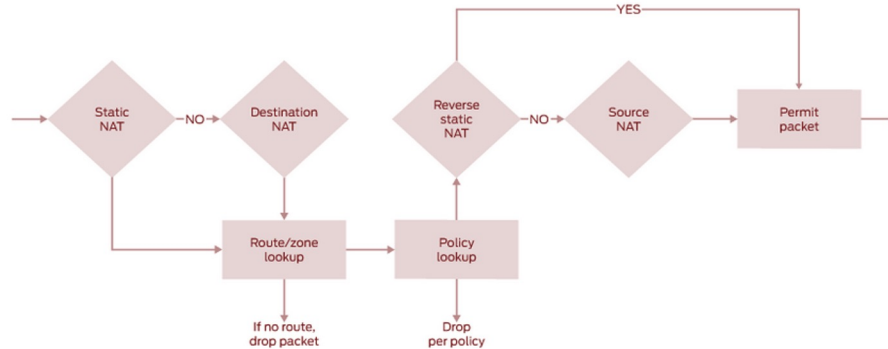 YES
Static
NAT
NO
Destination
NAT
Reverse
static
NAT
NO
Source
NAT
Permit
packet
Route/zone
lookup
Policy
lookup
If no route,
drop packet
Drop
per policy